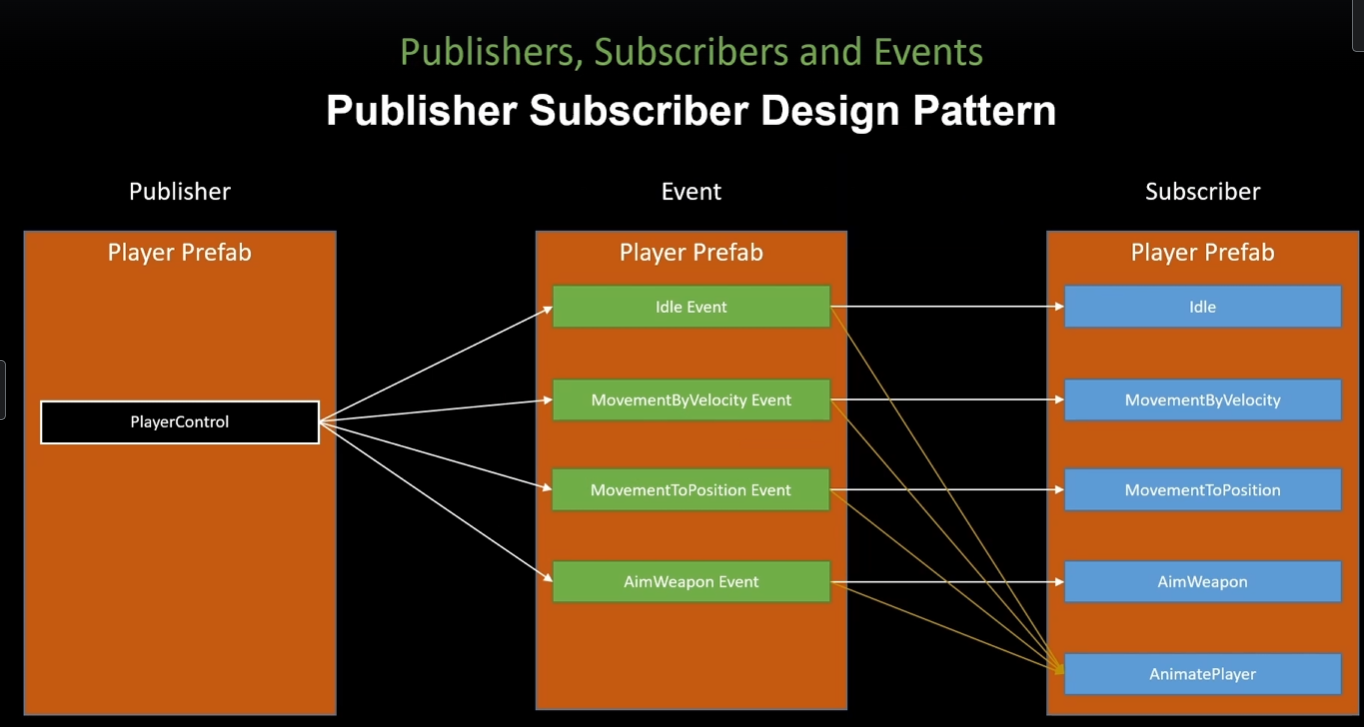 Publishers, Subscribers and Events
Publisher Subscriber Design Pattern
Publisher
Event
Subscriber
Player Prefab
Player Prefab
Player Prefab
PlayerControl
Idle Event
MovementByVelocity Event
MovementToPosition Event
AimWeapon Event
Idle
MovementByVelocity
MovementToPosition
AimWeapon
AnimatePlayer